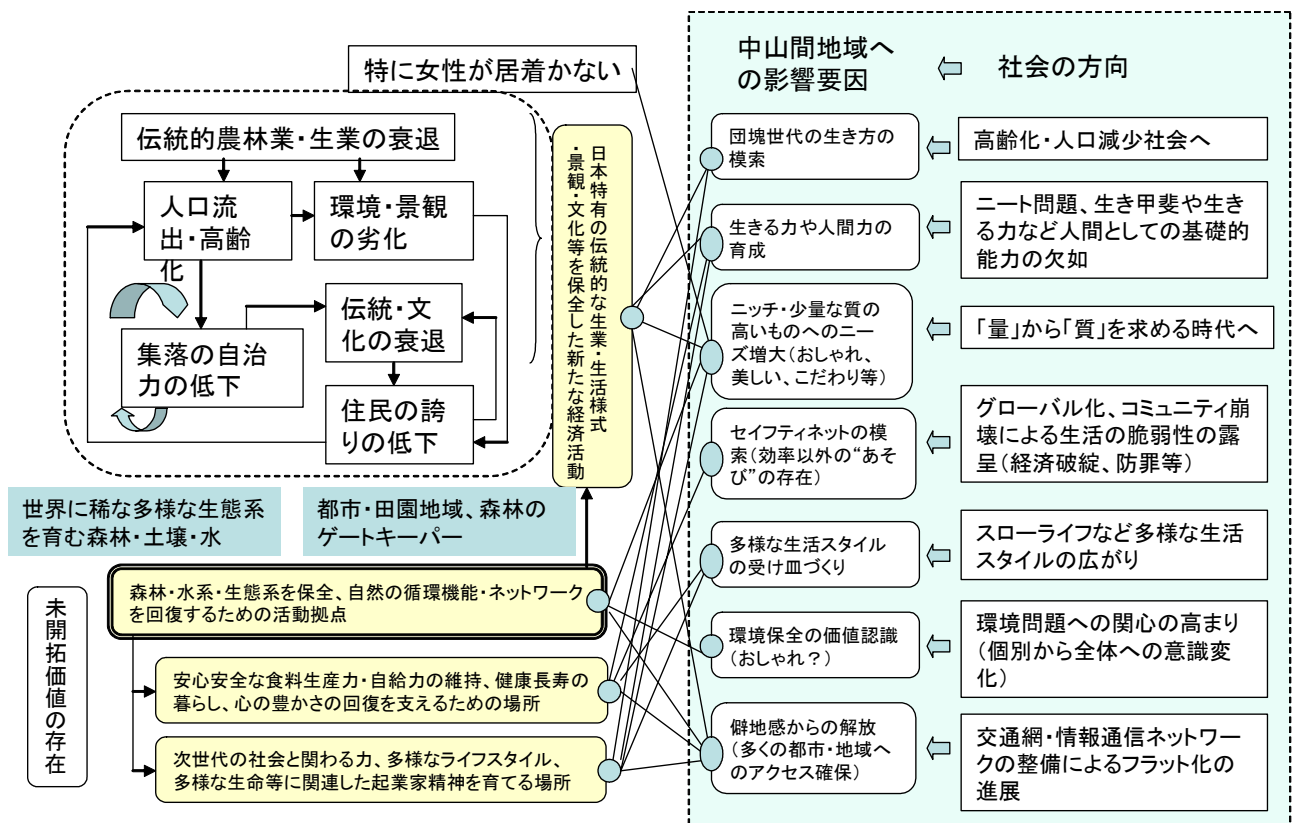 特に女性が居着かない
伝統的農林業・生業の衰退
人口流
出・高齢
化
環境・景観
の劣化
集落の自治
力の低下
伝統・文
化の衰退
住民の誇
りの低下
日本特有の伝統的な生業・生活様式
・景観・文化等を保全した新たな経済活動
世界に稀な多様な生態系
を育む森林・土壌・水
都市・田園地域、森林の
ゲートキーパー
未開拓価値の存在
森林・水系・生態系を保全、自然の循環機能・ネットワーク
を回復するための活動拠点
安心安全な食料生産力・自給力の維持、健康長寿の
暮らし、心の豊かさの回復を支えるための場所
次世代の社会と関わる力、多様なライフスタイル、
多様な生命等に関連した起業家精神を育てる場所
中山間地域へ
の影響要因
社会の方向
団塊世代の生き方の
模索
高齢化・人口減少社会へ
生きる力や人間力の
育成
ニート問題、生き甲斐や生き
る力など人間としての基礎的
能力の欠如
ニッチ・少量な質の
高いものへのニー
ズ増大(おしゃれ、
美しい、こだわり等)
「量」から「質」を求める時代へ
セイフティネットの模
索(効率以外の“あそ
び”の存在)
グローバル化、コミュニティ崩
壊による生活の脆弱性の露
呈(経済破綻、防罪等)
多様な生活スタイル
の受け皿づくり
スローライフなど多様な生活
スタイルの広がり
環境保全の価値認識
(おしゃれ?)
環境問題への関心の高まり
(個別から全体への意識変
化)
僻地感からの解放
(多くの都市・地域へ
のアクセス確保)
交通網・情報通信ネットワー
クの整備によるフラット化の
進展